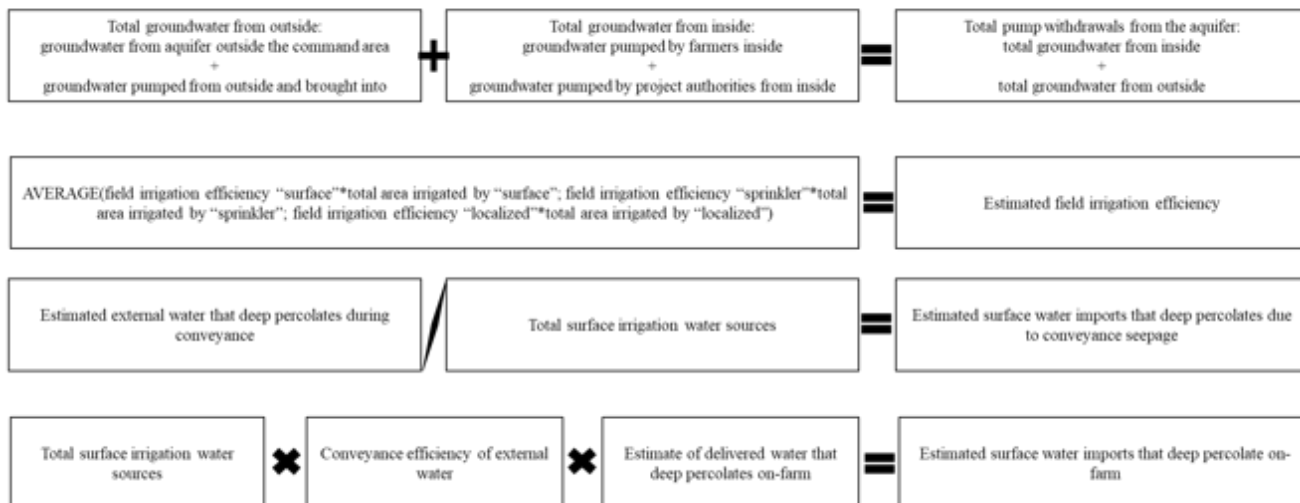 Total groundwater from outside:
groundwater from aquifer outside the command area
+
groundwater pumped from outside and brought into
+
Total groundwater from inside:
groundwater pumped by farmers inside
+
groundwater pumped by project authorities from inside
=
Total pump withdrawals from the aquifer:
total groundwater from inside
+
total groundwater from outside
AVERAGE(field irrigation efficiency “surface”*total area irrigated by “surface”; field irrigation efficiency “sprinkler”*total
area irrigated by “sprinkler”; field irrigation efficiency “localized”*total area irrigated by “localized”)
=
Estimated field irrigation efficiency
Estimated external water that deep percolates during
conveyance
/
Total surface irrigation water sources
=
Estimated surface water imports that deep percolates due
to conveyance seepage
Total surface irrigation water
sources
×
Conveyance efficiency of external
water
×
Estimate of delivered water that
deep percolates on-farm
=
Estimated surface water imports that deep percolate on-
farm